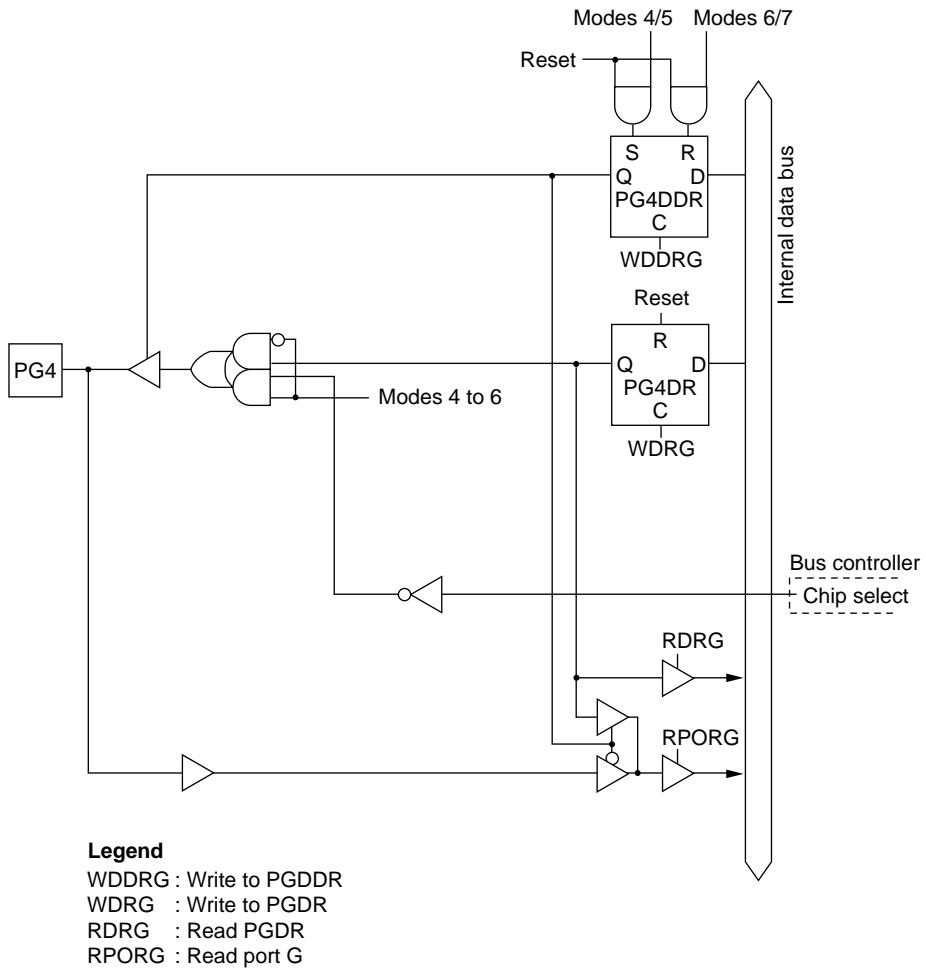 Modes 4/5
Modes 6/7
Reset
S
R
Q
D
PG4DDR
C
WDDRG
Internal data bus
Reset
R
Q
D
PG4DR
C
WDRG
PG4
Modes 4 to 6
Bus controller
Chip select
RDRG
RPORG
Legend
WDDRG : Write to PGDDR
WDRG : Write to PGDR
RDRG : Read PGDR
RPORG : Read port G